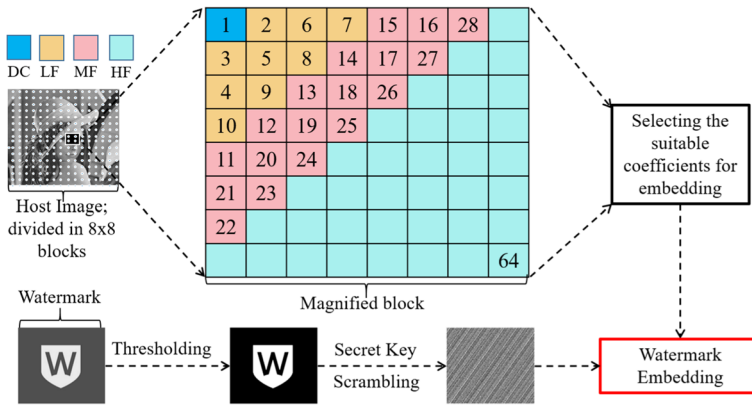 1 2 6 7 15 16 28
3 5 8 14 17 27
4 9 13 18 26
10 12 19 25
11 20 24
21 23
22
64
DC LF MF HF
Host Image;
divided in 8x8
blocks
Magnified block
Selecting the
suitable
coefficients for
embedding
Watermark
W
Thresholding
W
Secret Key
Scrambling
Watermark
Embedding